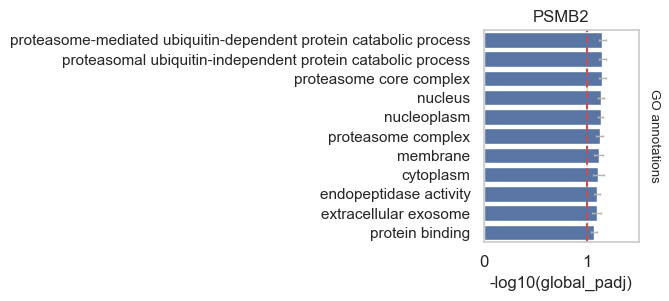 PSMB2
proteasome-mediated ubiquitin-dependent protein catabolic process
proteasomal ubiquitin-independent protein catabolic process
proteasome core complex
nucleus
nucleoplasm
proteasome complex
membrane
cytoplasm
endopeptidase activity
extracellular exosome
protein binding
GO annotations
0 1
-log10(global_padj)